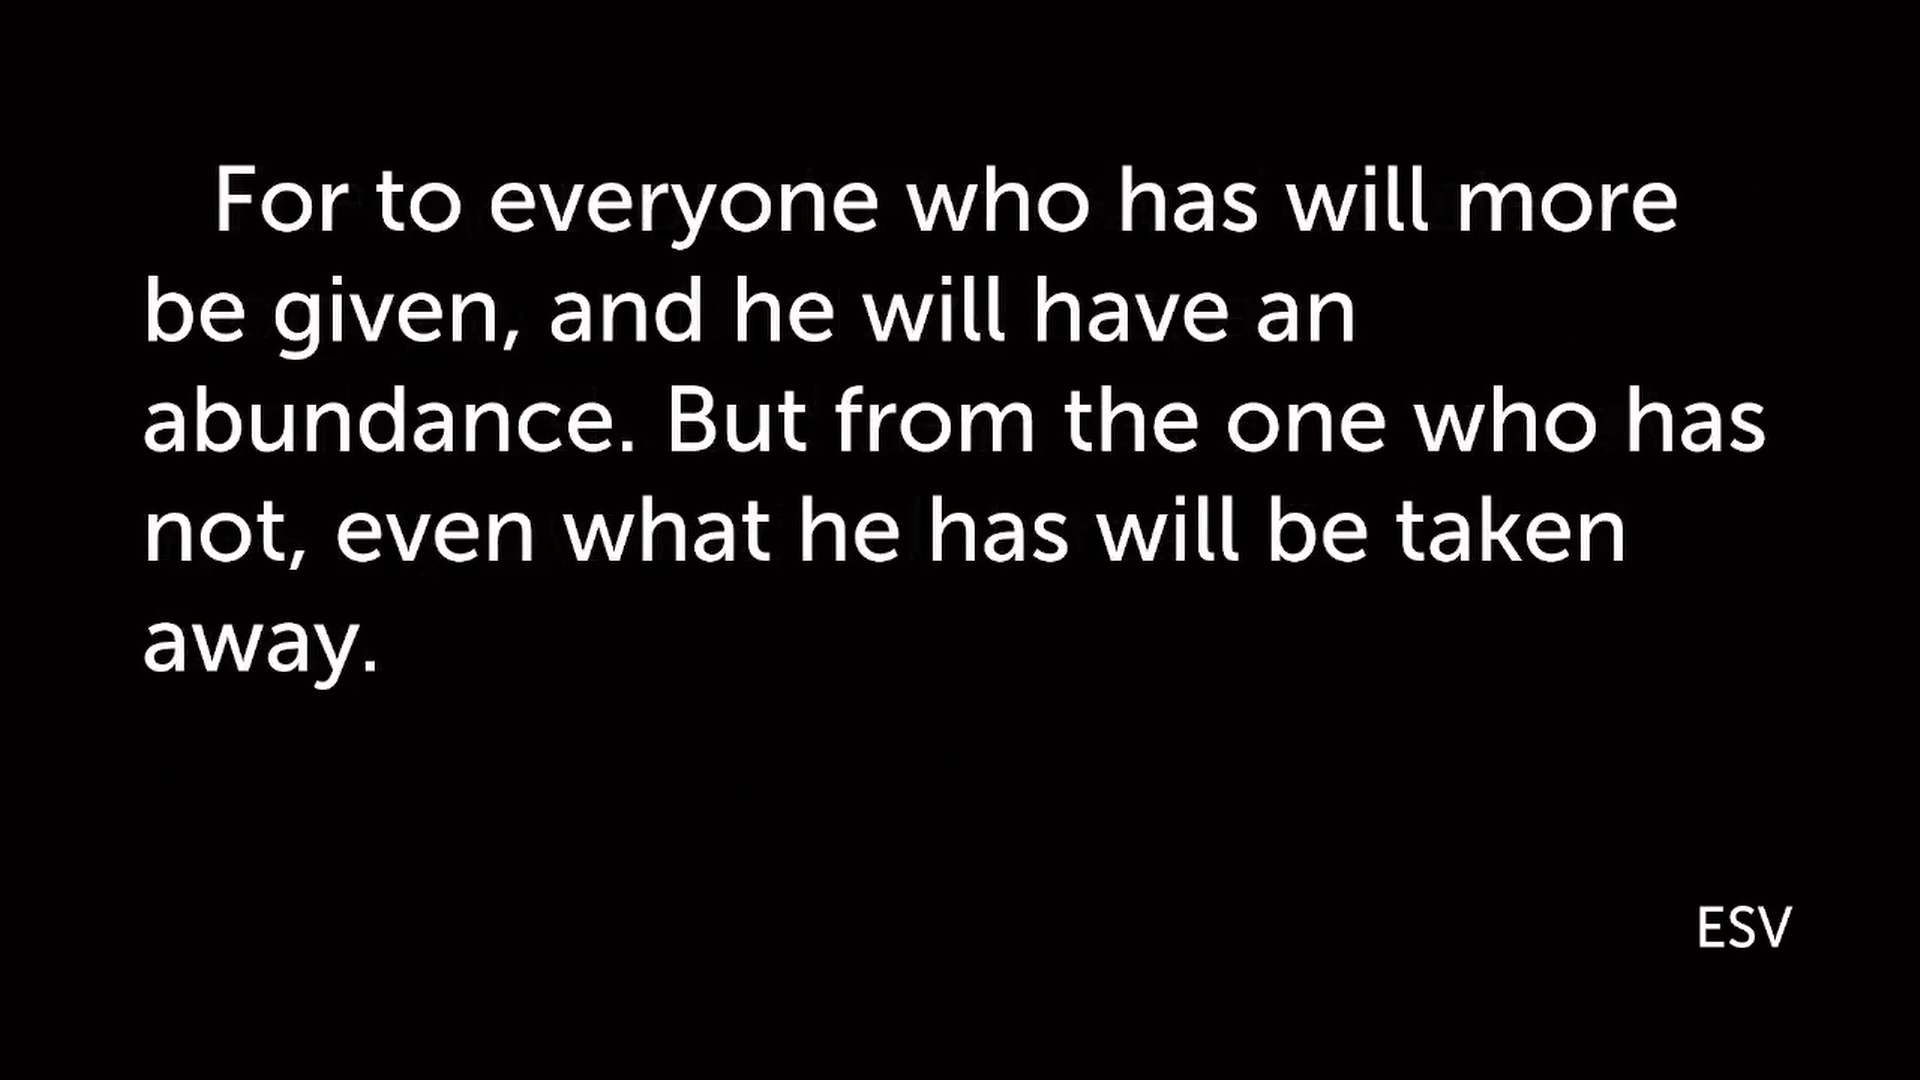 For to everyone who has will more
be given, and he will have an
abundance. But from the one who has
not, even what he has will be taken
away.
ESV